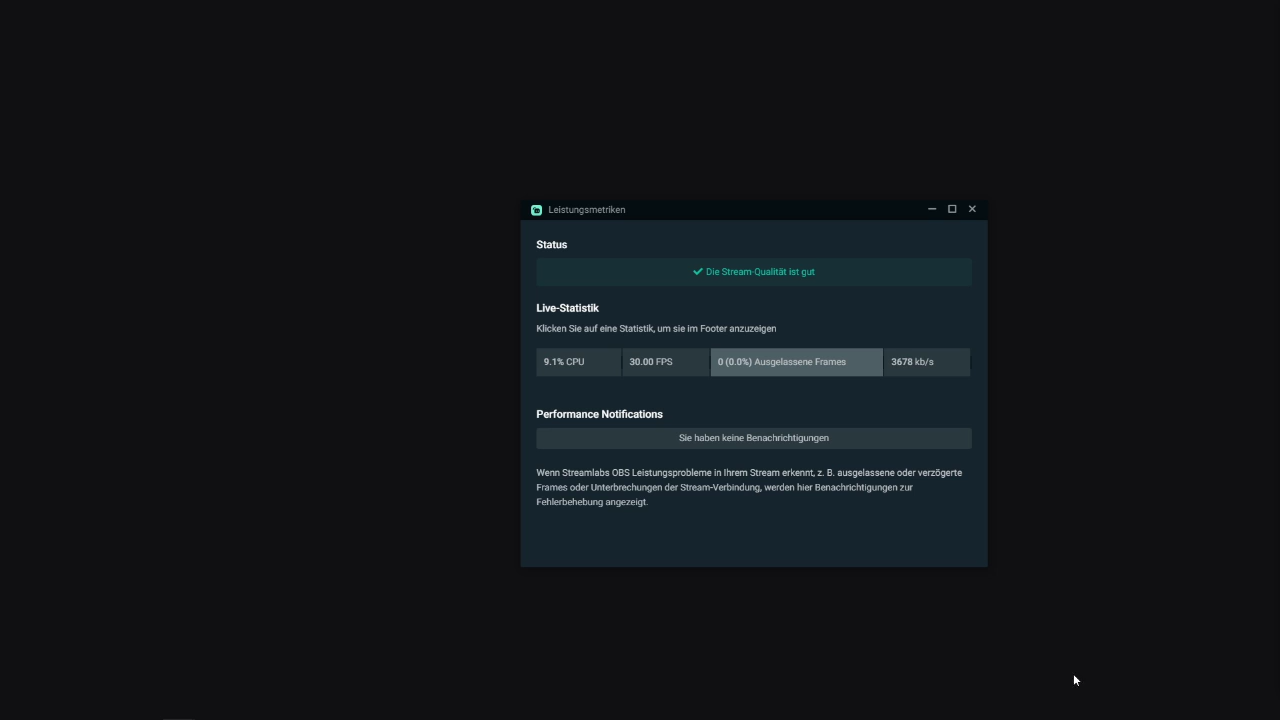 Leistungsmetriken
Status
Die Stream-Qualität ist gut
Live-Statistik
Klicken Sie auf eine Statistik, um sie im Footer anzuzeigen
9.1% CPU 30.00 FPS 0 (0.0%) Ausgelassene Frames 3678 kb/s
Performance Notifications
Sie haben keine Benachrichtigungen
Wenn Streamlabs OBS Leistungsprobleme in Ihrem Stream erkennt, z. B. ausgelassene oder verzögerte
Frames oder Unterbrechungen der Stream-Verbindung, werden hier Benachrichtigungen zur
Fehlerbehebung angezeigt.